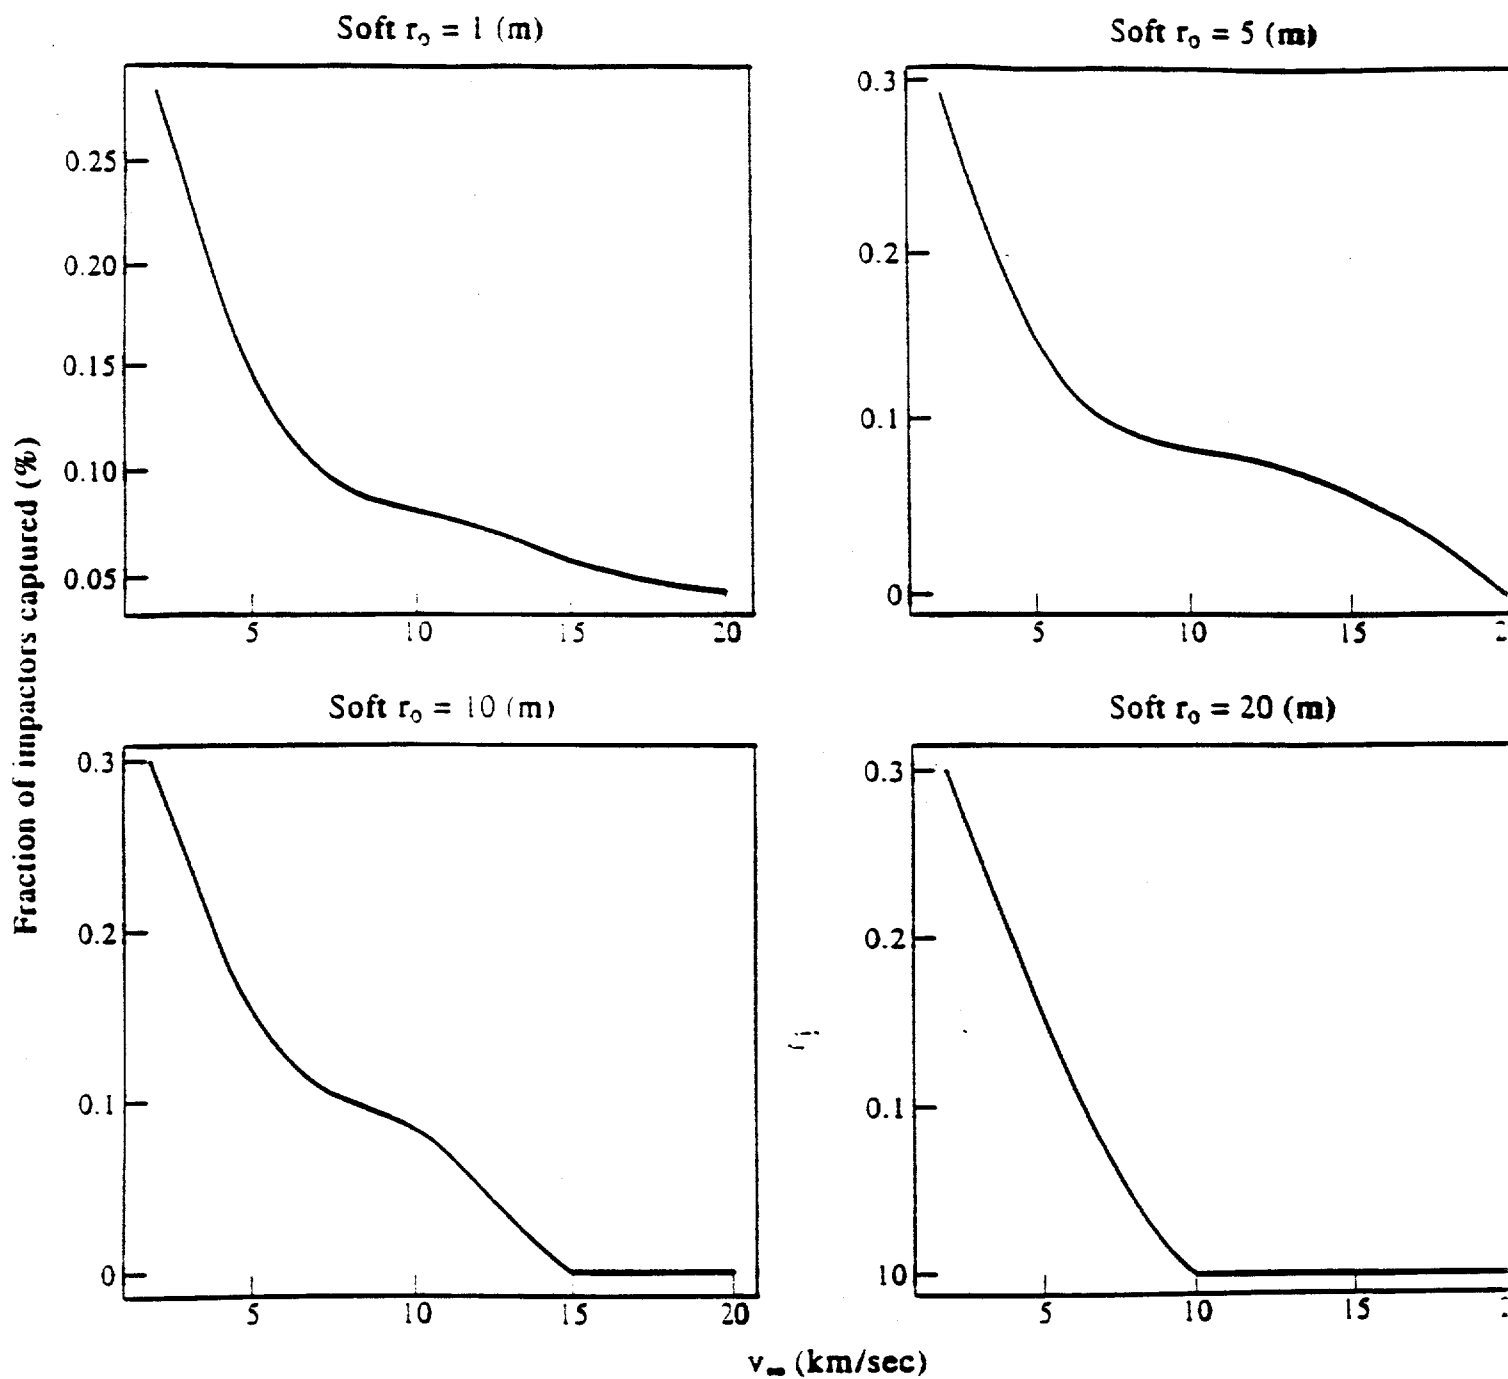 Soft r₀ = 1 (m)
0.25
0.20
0.15
0.10
0.05
5 10 15 20
Soft r₀ = 5 (m)
0.3
0.2
0.1
0
5 10 15
Fraction of impactors captured (%)
Soft r₀ = 10 (m)
0.3
0.2
0.1
0
5 10 15 20
Soft r₀ = 20 (m)
0.3
0.2
0.1
10
5 10 15
v∞ (km/sec)